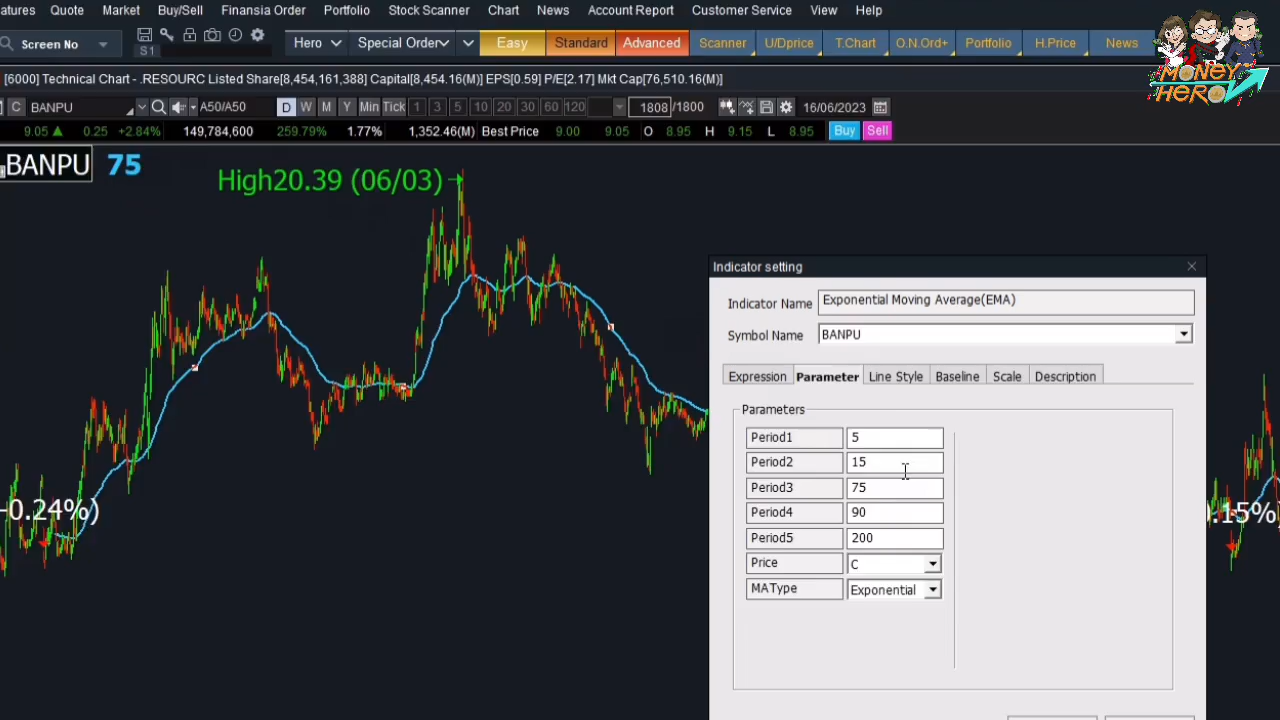 atures Quote Market Buy/Sell Finansia Order Portfolio Stock Scanner Chart News Account Report Customer Service View Help
Screen No S1 Hero Special Order Easy Standard Advanced Scanner U/Dprice T.Chart O.N.Ord+ Portfolio H.Price News
MONEY HERO
[6000] Technical Chart - .RESOURC Listed Share[8,454,161,388] Capital[8,454.16(M)] EPS[0.59] P/E[2.17] Mkt Cap[76,510.16(M)]
C BANPU A50/A50 D W M Y Min Tick 1 3 5 10 20 30 60 120 1808 /1800 16/06/2023
9.05 0.25 +2.84% 149,784,600 259.79% 1.77% 1,352.46(M) Best Price 9.00 9.05 O 8.95 H 9.15 L 8.95 Buy Sell
BANPU 75
High20.39 (06/03)
Indicator setting
Indicator Name Exponential Moving Average(EMA)
Symbol Name BANPU
Expression Parameter Line Style Baseline Scale Description
Parameters
Period1 5
Period2 15
Period3 75
Period4 90
Period5 200
Price C
MAType Exponential
-0.24%)
.15%